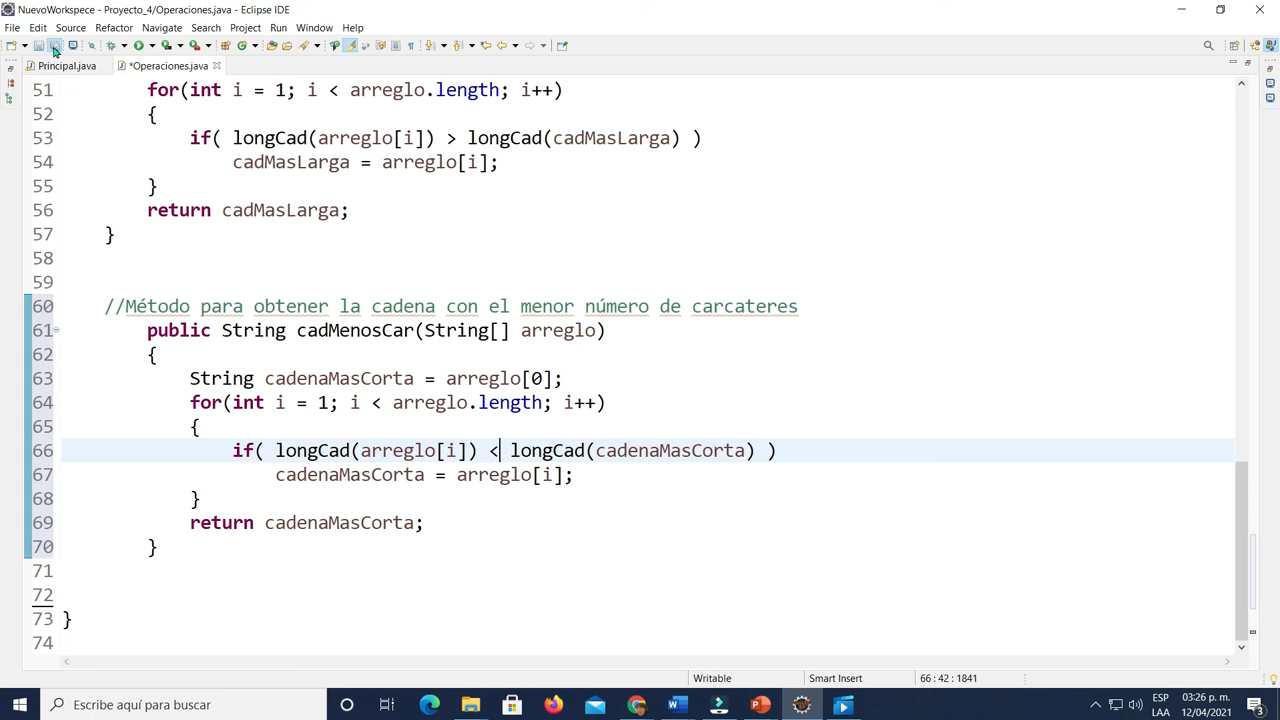 NuevoWorkspece - Proyecto_4/Operaciones.java - Eclipse IDE
File Edit Source Refactor Navigate Search Project Run Window Help
Principal.java *Operaciones.java
51 for(int i = 1; i < arreglo.length; i++)
52 {
53 if( longCad(arreglo[i]) > longCad(cadMasLarga) )
54 cadMasLarga = arreglo[i];
55 }
56 return cadMasLarga;
57 }
58
59
60 //Método para obtener la cadena con el menor número de carcateres
61 public String cadMenosCar(String[] arreglo)
62 {
63 String cadenaMasCorta = arreglo[0];
64 for(int i = 1; i < arreglo.length; i++)
65 {
66 if( longCad(arreglo[i]) < longCad(cadenaMasCorta) )
67 cadenaMasCorta = arreglo[i];
68 }
69 return cadenaMasCorta;
70 }
71
72
73 }
74
Writable Smart Insert 66 : 42 : 1841
Escribe aquí para buscar ESP 03:26 p. m.
LAA 12/04/2021 3